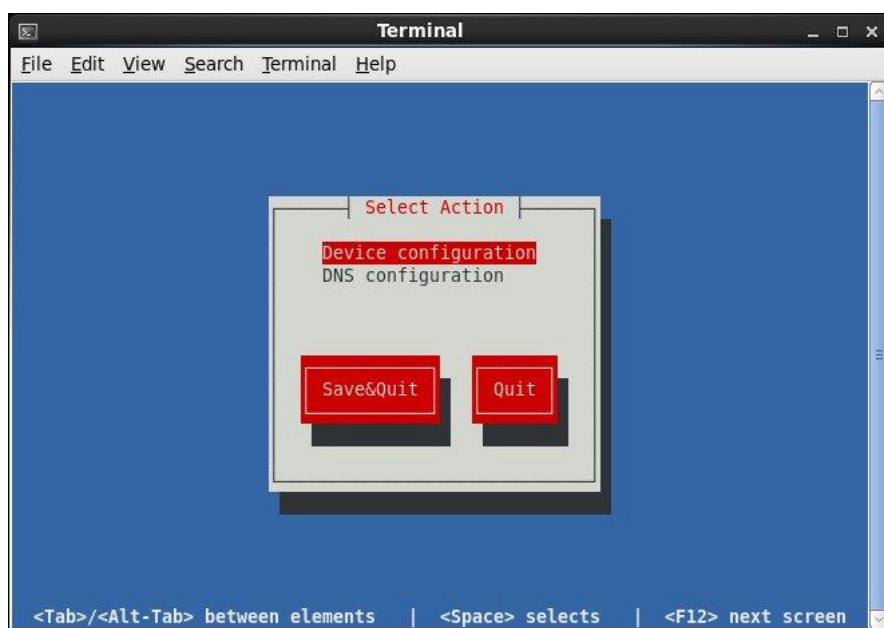 Terminal
File Edit View Search Terminal Help
Select Action
Device configuration
DNS configuration
Save&Quit Quit
<Tab>/<Alt-Tab> between elements | <Space> selects | <F12> next screen